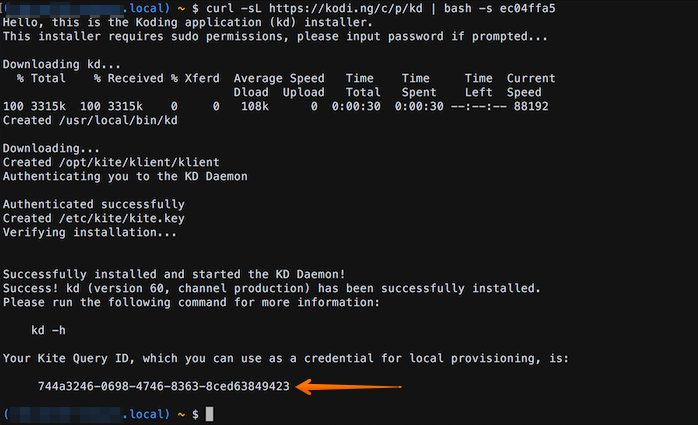 .local) ~ $ curl -sL https://kodi.ng/c/p/kd | bash -s ec04ffa5
Hello, this is the Koding application (kd) installer.
This installer requires sudo permissions, please input password if prompted...
Downloading kd...
% Total % Received % Xferd Average Speed Time Time Time Current
Dload Upload Total Spent Left Speed
100 3315k 100 3315k 0 0 108k 0 0:00:30 0:00:30 --:--:-- 88192
Created /usr/local/bin/kd
Downloading...
Created /opt/kite/klient/klient
Authenticating you to the KD Daemon
Authenticated successfully
Created /etc/kite/kite.key
Verifying installation...
Successfully installed and started the KD Daemon!
Success! kd (version 60, channel production) has been successfully installed.
Please run the following command for more information:
kd -h
Your Kite Query ID, which you can use as a credential for local provisioning, is:
744a3246-0698-4746-8363-8ced63849423
( .local) ~ $